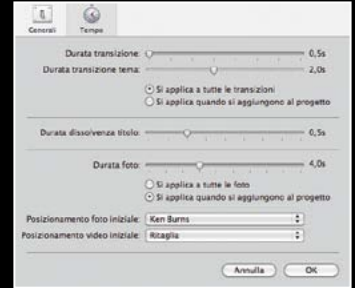 Generali Tempo
Durata transizione: 0,5s
Durata transizione tema: 2,0s
Si applica a tutte le transizioni
Si applica quando si aggiungono al progetto
Durata dissolvenza titolo: 0,5s
Durata foto: 4,0s
Si applica a tutte le foto
Si applica quando si aggiungono al progetto
Posizionamento foto iniziale: Ken Burns
Posizionamento video iniziale: Ritaglia
Annulla OK